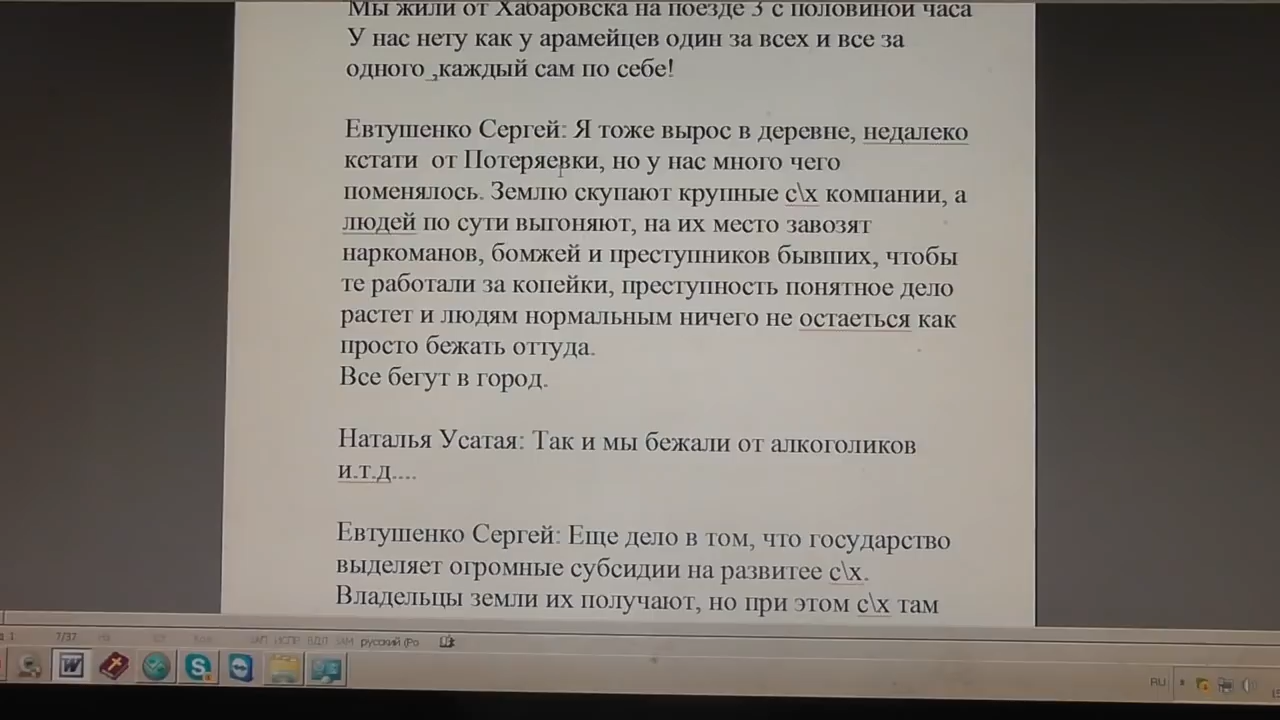 Мы жили от Хабаровска на поезде 3 с половиной часа
У нас нету как у арамейцев один за всех и все за
одного ,каждый сам по себе!
Евтушенко Сергей: Я тоже вырос в деревне, недалеко
кстати от Потеряевки, но у нас много чего
поменялось. Землю скупают крупные с\х компании, а
людей по сути выгоняют, на их место завозят
наркоманов, бомжей и преступников бывших, чтобы
те работали за копейки, преступность понятное дело
растет и людям нормальным ничего не остаеться как
просто бежать оттуда.
Все бегут в город.
Наталья Усатая: Так и мы бежали от алкоголиков
и.т.д....
Евтушенко Сергей: Еще дело в том, что государство
выделяет огромные субсидии на развитее с\х.
Владельцы земли их получают, но при этом с\х там
7/37 ЗАП ИСПР ВДЛ ЗАМ русский (Ро
RU